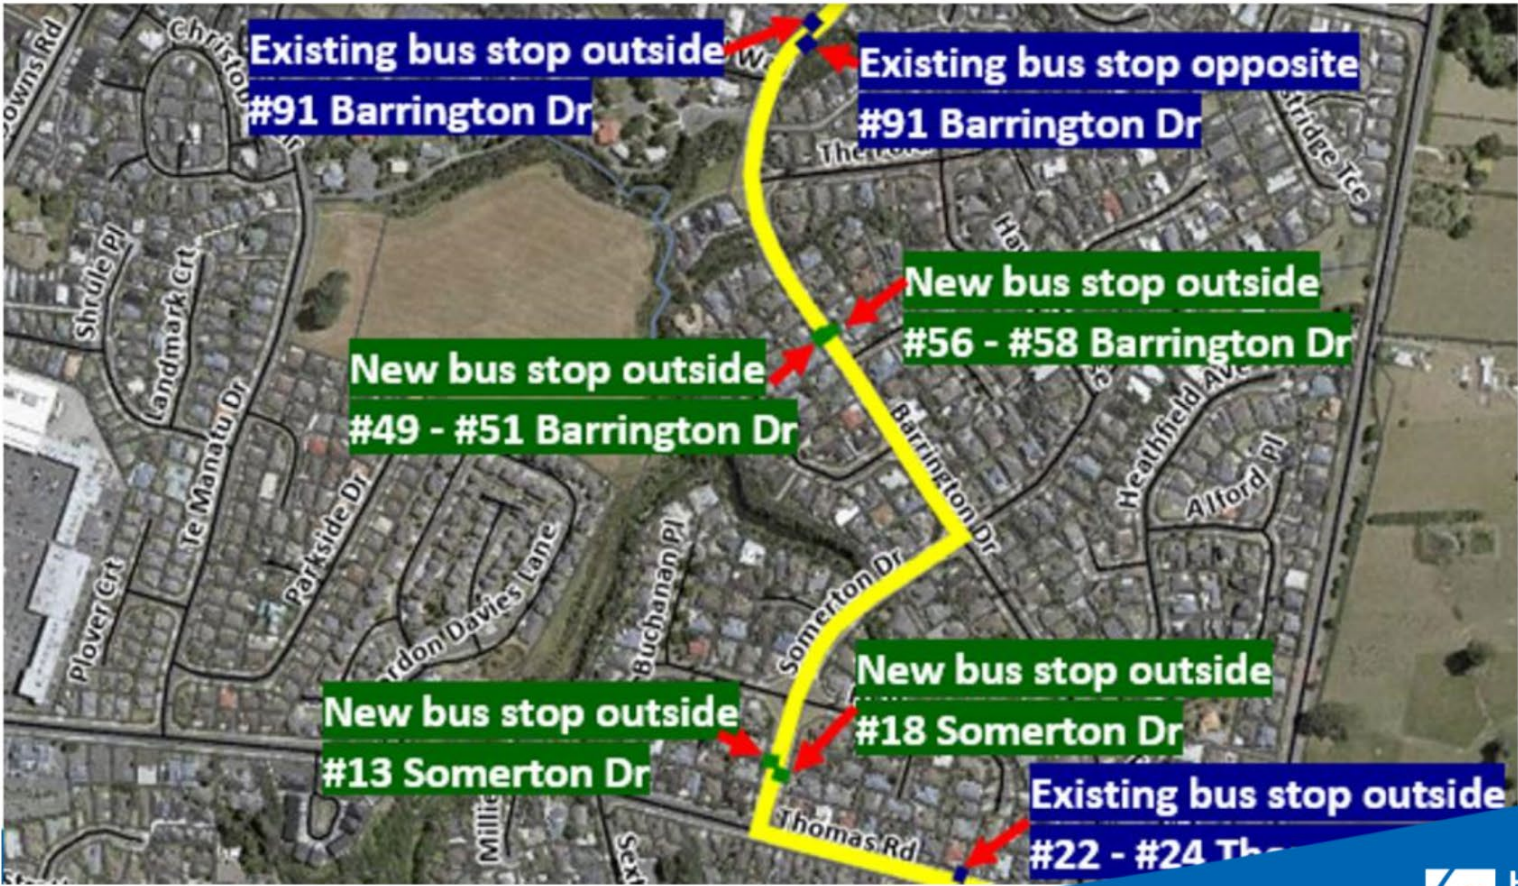 Existing bus stop outside
#91 Barrington Dr
Existing bus stop opposite
#91 Barrington Dr
New bus stop outside
#56 - #58 Barrington Dr
New bus stop outside
#49 - #51 Barrington Dr
New bus stop outside
#18 Somerton Dr
New bus stop outside
#13 Somerton Dr
Existing bus stop outside
#22 - #24
Shrule Pl
Landmark Crt
Te Manatu Dr
Parkside Dr
Plover Crt
Davies Lane
Buchanan Pl
Barrington Dr
Somerton Dr
Heathfield Ave
Alford Pl
Thomas Rd
The